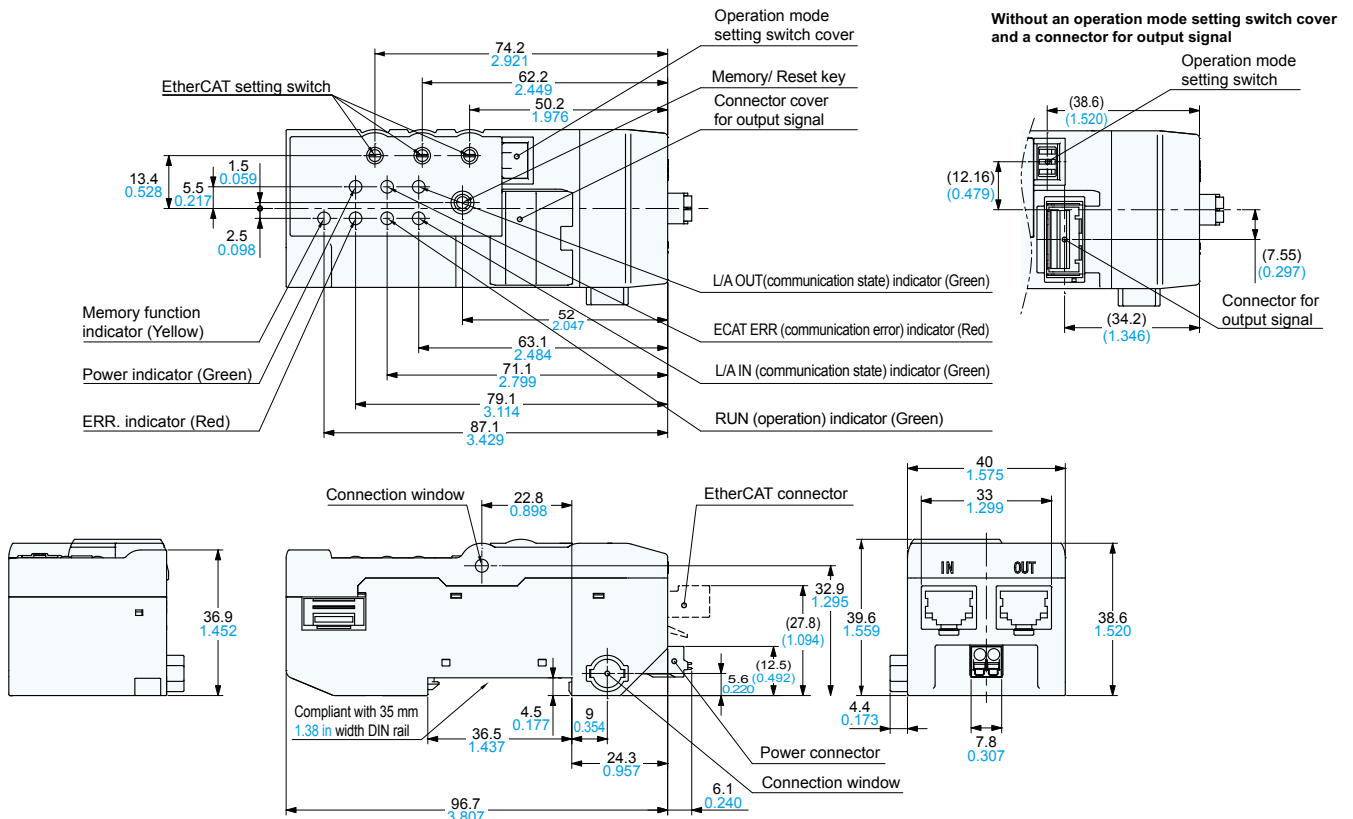 Operation mode
setting switch cover
Without an operation mode setting switch cover
and a connector for output signal
74.2
2.921
Operation mode
setting switch
EtherCAT setting switch
62.2
2.449
Memory/ Reset key
50.2
1.976
Connector cover
for output signal
(38.6)
(1.520)
13.4
0.528
1.5
0.059
5.5
0.217
2.5
0.098
(12.16)
(0.479)
(7.55)
(0.297)
L/A OUT(communication state) indicator (Green)
Memory function
indicator (Yellow)
52
2.047
ECAT ERR (communication error) indicator (Red)
Connector for
output signal
(34.2)
(1.346)
63.1
2.484
Power indicator (Green)
71.1
2.799
L/A IN (communication state) indicator (Green)
79.1
3.114
ERR. indicator (Red)
RUN (operation) indicator (Green)
87.1
3.429
40
1.575
Connection window
22.8
0.898
EtherCAT connector
33
1.299
IN
OUT
36.9
1.452
32.9
1.295
(27.8)
(1.094)
39.6
1.559
38.6
1.520
(12.5)
(0.492)
5.6
0.220
Compliant with 35 mm
1.38 in width DIN rail
4.5
0.177
9
0.354
36.5
1.437
4.4
0.173
7.8
0.307
24.3
0.957
Power connector
Connection window
6.1
0.240
96.7
3.807